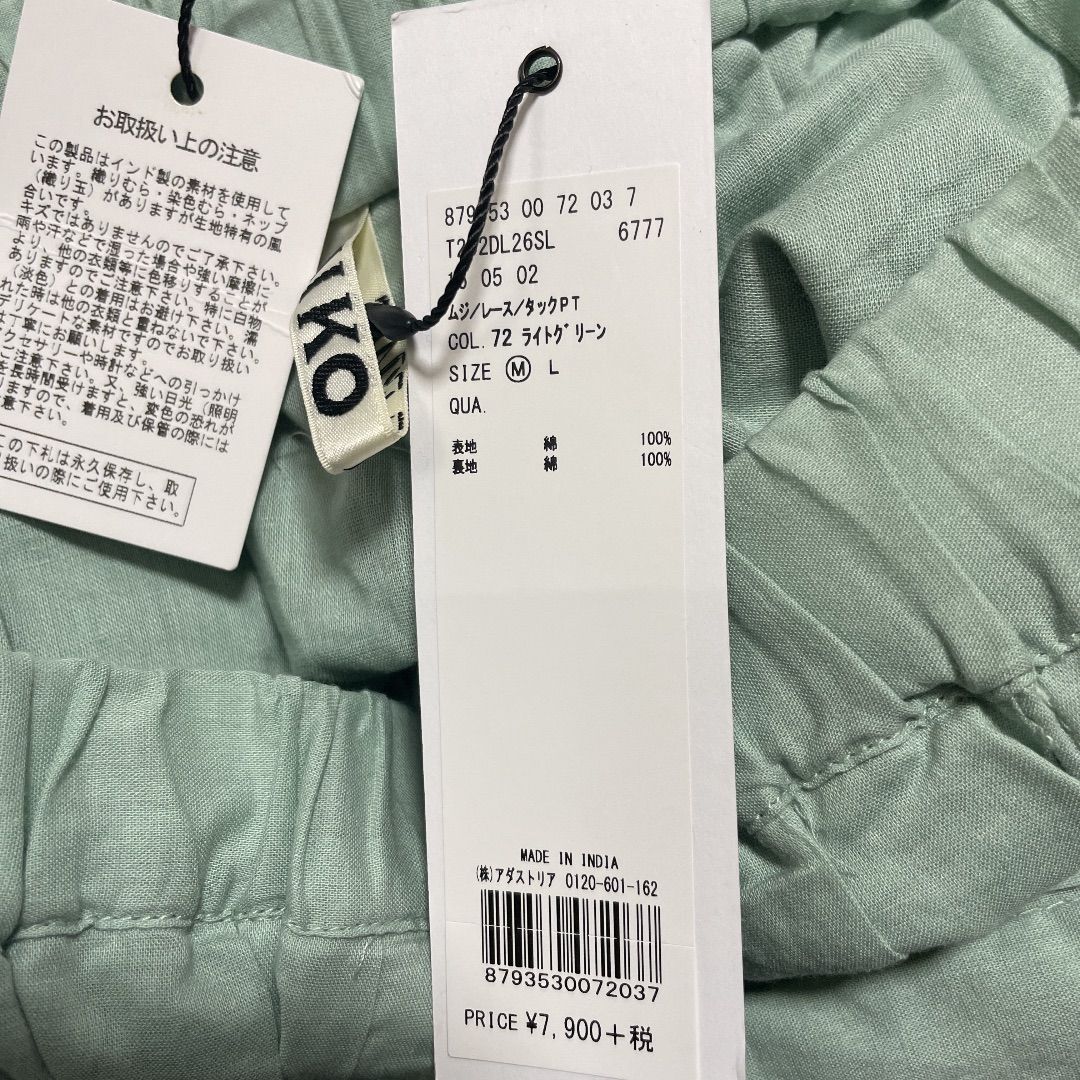 お取扱い上の注意
この製品はインド製の素材を使用して
います。織りむら・染色むら・ネップ
(織り玉)がありますが生地特有の風
合いです。
キズではありませんのでご了承下さい。
雨や汗などで湿った場合や強い摩擦に
より、他の衣類等に色移りすることが
ありますのでご注意下さい。特に白物
(淡色)との着用はお避け下さい。濡
れた時は他の衣類と重ねないで下さい。
デリケートな素材ですのでお取り扱い
は丁寧にお願いします。
クセサリーや時計などへの引っかけ
ご注意下さい。又、強い日光(照明
を長時間受けますと、変色の恐れが
りますので、着用及び保管の際には
意下さい。
この下札は永久保存し、取
り扱いの際にご使用下さい。
KO
879 53 00 72 03 7
T2 2DL26SL 6777
05 02
ムジ/レース/タックPT
COL.72 ライトグリーン
SIZE M L
QUA.
表地 綿 100%
裏地 綿 100%
MADE IN INDIA
(株)アダストリア 0120-601-162
8793530072037
PRICE ¥7,900+税